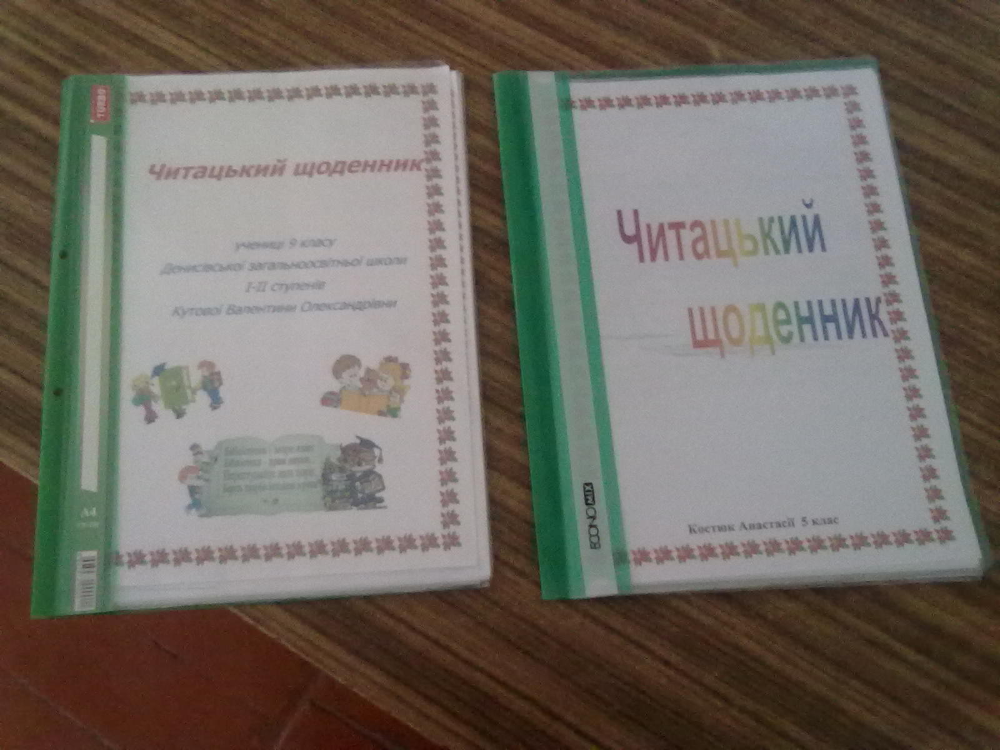 TURBO
Читацький щоденник
учениці 9 класу
Денисівської загальноосвітньої школи
І-ІІ ступенів
Кутової Валентини Олександрівни
A4
Читацький
щоденник
ECONOMIX
Костюк Анастасії 5 клас